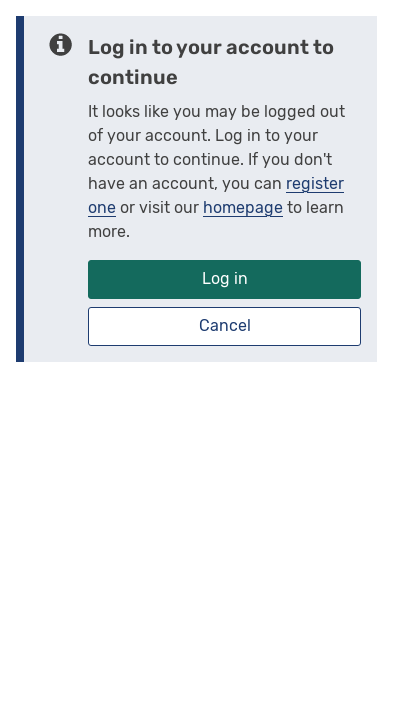 Log in to your account to
continue
It looks like you may be logged out
of your account. Log in to your
account to continue. If you don't
have an account, you can register
one or visit our homepage to learn
more.
Log in
Cancel